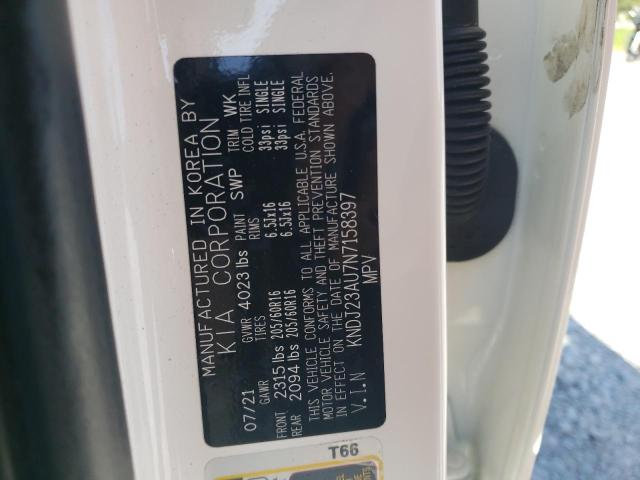 MANUFACTURED IN KOREA BY
KIA CORPORATION
07/21 GVWR 4023 lbs PAINT SWP TRIM WK
GAWR TIRES RIMS COLD TIRE INFL
FRONT 2315 lbs 205/60R16 6.5Jx16 33psi SINGLE
REAR 2094 lbs 205/60R16 6.5Jx16 33psi SINGLE
THIS VEHICLE CONFORMS TO ALL APPLICABLE U.S.A. FEDERAL
MOTOR VEHICLE SAFETY AND THEFT PREVENTION STANDARDS
IN EFFECT ON THE DATE OF MANUFACTURE SHOWN ABOVE.
V.I.N KNDJ23AU7N7158397
MPV
T66